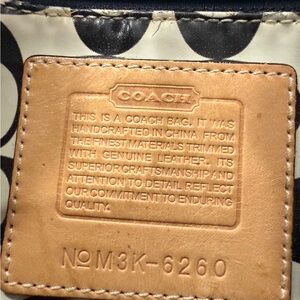 COACH
THIS IS A COACH BAG. IT WAS
HANDCRAFTED IN CHINA FROM
THE FINEST MATERIALS TRIMMED
WITH GENUINE LEATHER. ITS
SUPERIOR CRAFTSMANSHIP AND
ATTENTION TO DETAIL REFLECT
OUR COMMITMENT TO ENDURING
QUALITY.
NOM3K-6260